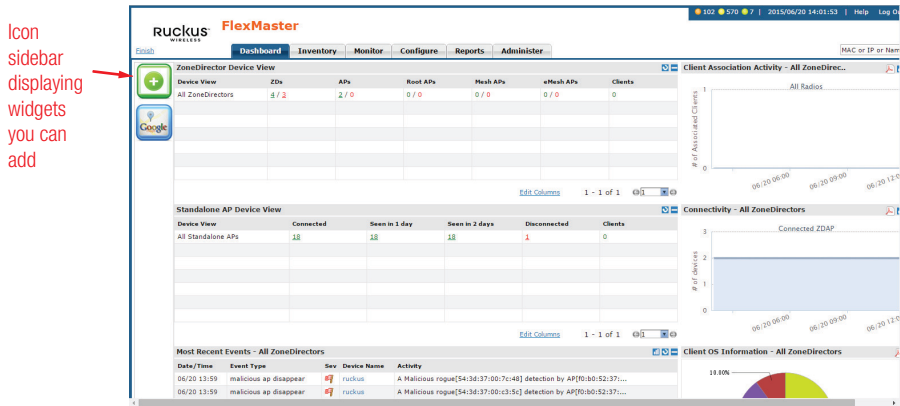 Icon
sidebar
displaying
widgets
you can
add
102 570 7 | 2015/06/20 14:01:53 | Help Log
Ruckus WIRELESS FlexMaster
Finish
Dashboard Inventory Monitor Configure Reports Administer
MAC or IP or Nam
ZoneDirector Device View
Device View ZDs APs Root APs Mesh APs eMesh APs Clients
All ZoneDirectors 4 / 3 2 / 0 0 / 0 0 / 0 0 / 0 0
Edit Columns 1 - 1 of 1 1
Google
Standalone AP Device View
Device View Connected Seen in 1 day Seen in 2 days Disconnected Clients
All Standalone APs 18 18 18 1 0
Edit Columns 1 - 1 of 1 1
Most Recent Events - All ZoneDirectors
Date/Time Event Type Sev Device Name Activity
06/20 13:59 malicious ap disappear ruckus A Malicious rogue[54:3d:37:00:7c:48] detection by AP[f0:b0:52:37:...
06/20 13:59 malicious ap disappear ruckus A Malicious rogue[54:3d:37:00:c3:5c] detection by AP[f0:b0:52:37:...
Client Association Activity - All ZoneDirec..
All Radios
# of Associated Clients
1
0
06/20 06:00 06/20 09:00 06/20 12:0
Connectivity - All ZoneDirectors
Connected ZDAP
# of devices
3
2
1
0
06/20 06:00 06/20 09:00 06/20 12:0
Client OS Information - All ZoneDirectors
10.00%